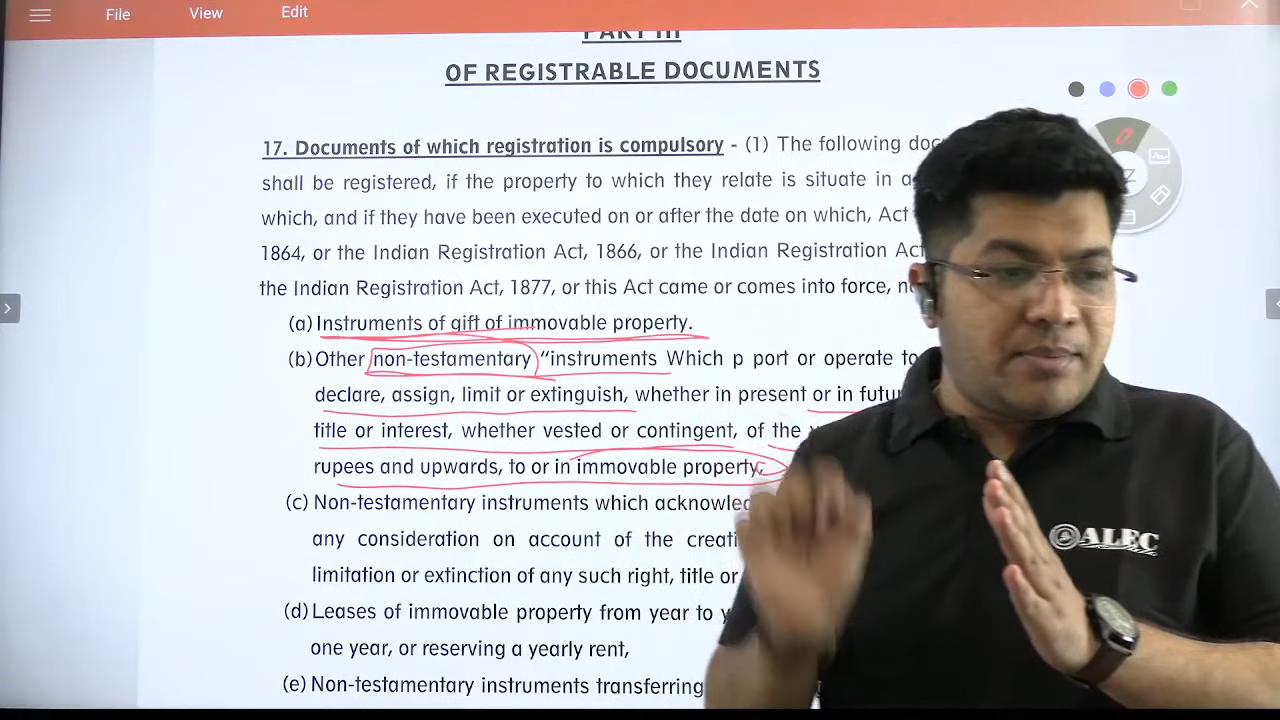 File View Edit
PART III
OF REGISTRABLE DOCUMENTS
17. Documents of which registration is compulsory - (1) The following
shall be registered, if the property to which they relate is situate in a
which, and if they have been executed on or after the date on which, Act
1864, or the Indian Registration Act, 1866, or the Indian Registration Act
the Indian Registration Act, 1877, or this Act came or comes into force,
(a) Instruments of gift of immovable property.
(b) Other non-testamentary "instruments Which p port or operate to
declare, assign, limit or extinguish, whether in present or in
title or interest, whether vested or contingent, of the
rupees and upwards, to or in immovable property,
(c) Non-testamentary instruments which
any consideration on account of the
limitation or extinction of any such right, title or
(d) Leases of immovable property from year to
one year, or reserving a yearly rent,
(e) Non-testamentary instruments transferring
ALEC